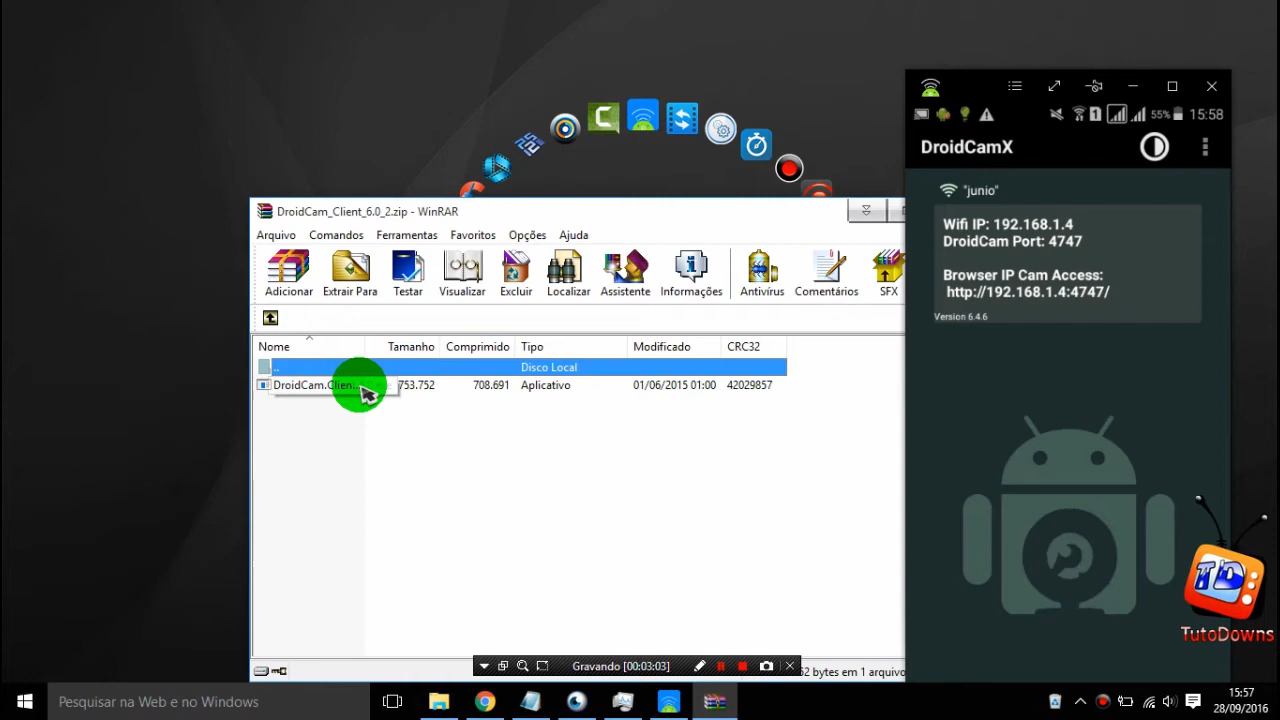 55% 15:58
DroidCamX
"junio"
Wifi IP: 192.168.1.4
DroidCam Port: 4747
Browser IP Cam Access:
http://192.168.1.4:4747/
Version 6.4.6
DroidCam_Client_6.0_2.zip - WinRAR
Arquivo Comandos Ferramentas Favoritos Opções Ajuda
Adicionar Extrair Para Testar Visualizar Excluir Localizar Assistente Informações Antivírus Comentários SFX
Nome Tamanho Comprimido Tipo Modificado CRC32
.. Disco Local
DroidCam.Clien... 753.752 708.691 Aplicativo 01/06/2015 01:00 42029857
Gravando [00:03:03]
bytes em 1 arquivo
TD
TutoDowns
Pesquisar na Web e no Windows
15:57
28/09/2016